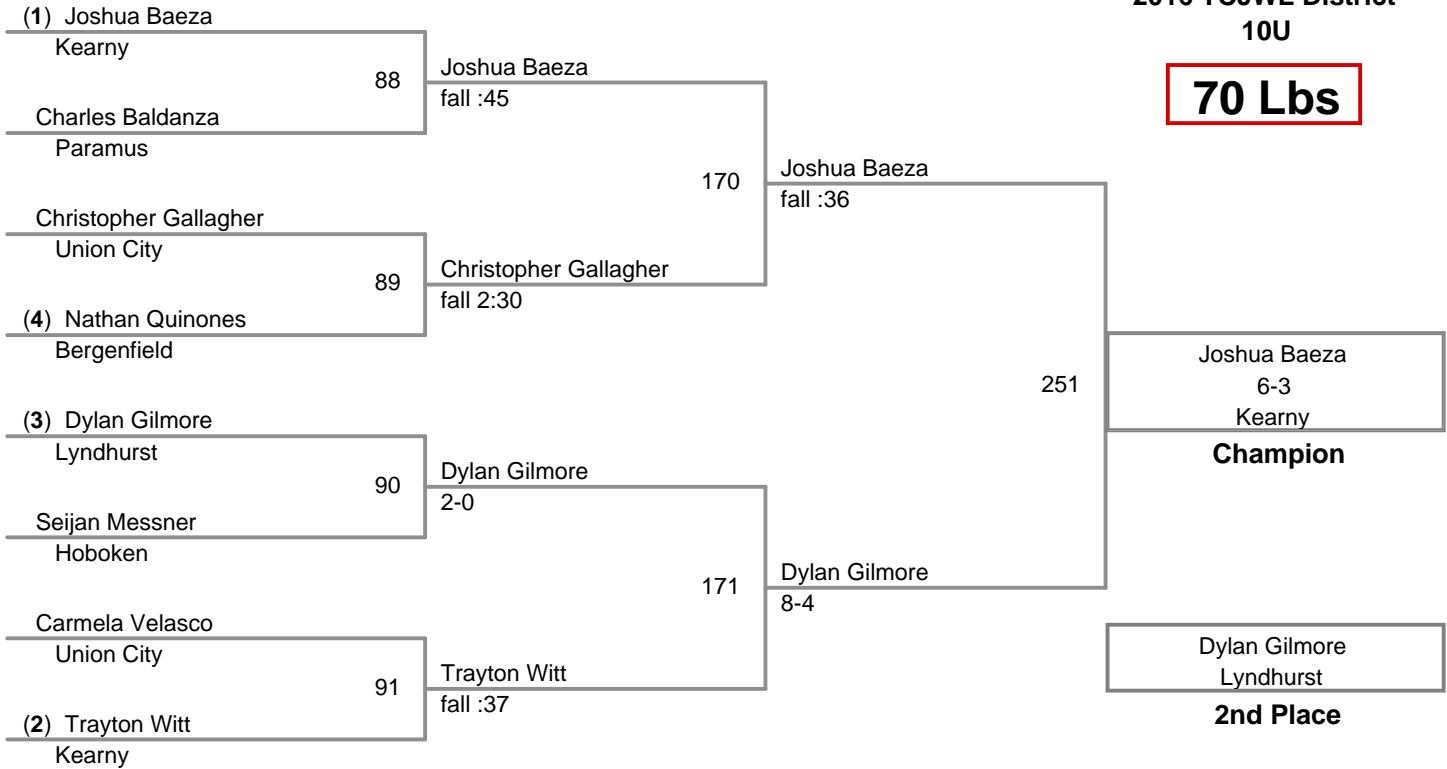 (1) Joshua Baeza
Kearny
88
Charles Baldanza
Paramus
Joshua Baeza
fall :45
Christopher Gallagher
Union City
89
(4) Nathan Quinones
Bergenfield
Christopher Gallagher
fall 2:30
170
Joshua Baeza
fall :36
(3) Dylan Gilmore
Lyndhurst
90
Seijan Messner
Hoboken
Dylan Gilmore
2-0
Carmela Velasco
Union City
91
(2) Trayton Witt
Kearny
Trayton Witt
fall :37
171
Dylan Gilmore
8-4
251
10U
70 Lbs
Joshua Baeza
6-3
Kearny
Champion
Dylan Gilmore
Lyndhurst
2nd Place